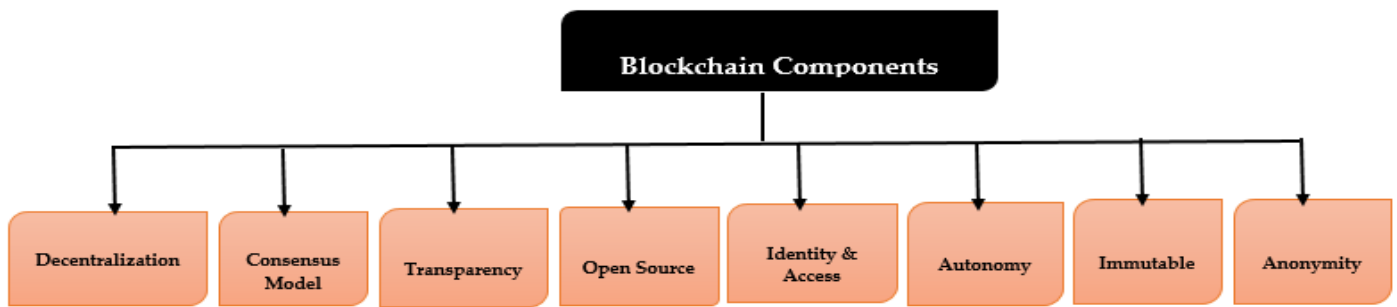 Blockchain Components
Decentralization
Consensus
Model
Transparency
Open Source
Identity &
Access
Autonomy
Immutable
Anonymity